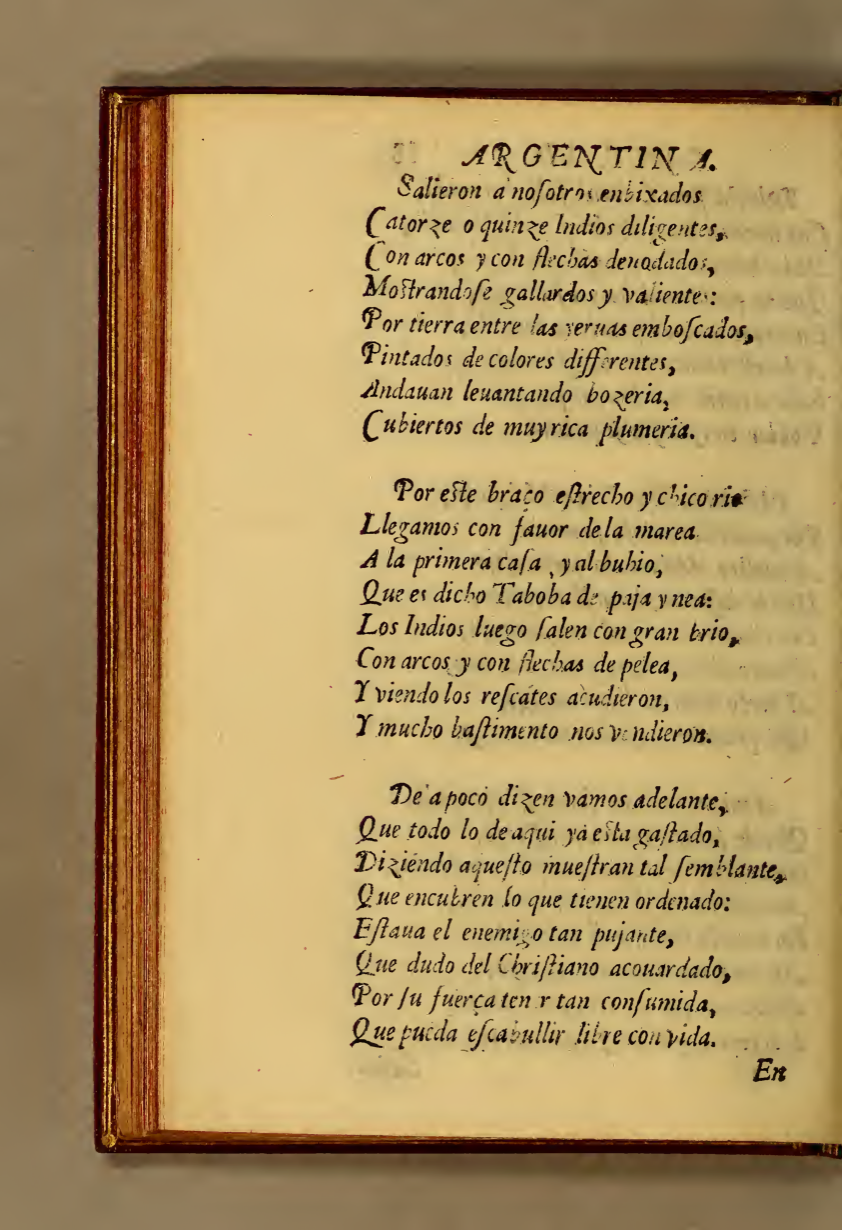 ARGENTINA.
Salieron a noſotros enbixados
Catorze o quinze Indios diligentes,
Con arcos y con flechas denodados,
Moſtrandoſe gallardos y valientes:
Por tierra entre las yeruas emboſcados,
Pintados de colores differentes,
Andauan leuantando bozeria,
Cubiertos de muy rica plumeria.
Por eſte braço eſtrecho y chico rio
Llegamos con fauor de la marea
A la primera caſa, y al buhio,
Que es dicho Taboba de paja y nea:
Los Indios luego ſalen con gran brio,
Con arcos y con flechas de pelea,
Y viendo los reſcates acudieron,
Y mucho baſtimento nos vendieron.
De a poco dizen vamos adelante,
Que todo lo de aqui ya eſta gaſtado,
Diziendo aqueſto mueſtran tal ſemblante,
Que encubren lo que tienen ordenado:
Eſtaua el enemigo tan pujante,
Que dudo del Chriſtiano acouardado,
Por ſu fuerça ten r tan conſumida,
Que pueda eſcabullir libre con vida.
En